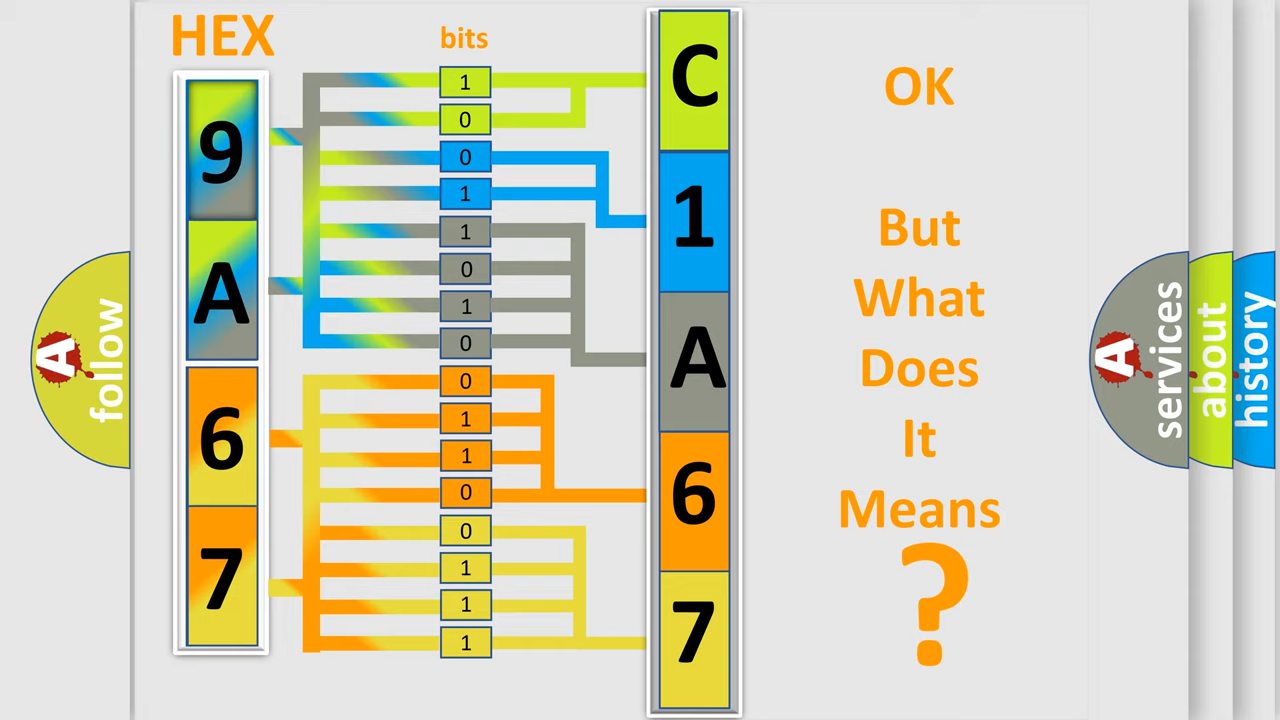 HEX
bits
9
A
6
7
1
0
0
1
1
0
1
0
0
1
1
0
0
1
1
1
C
1
A
6
7
OK
But
What
Does
It
Means
?
A
follow
A
services
about
history